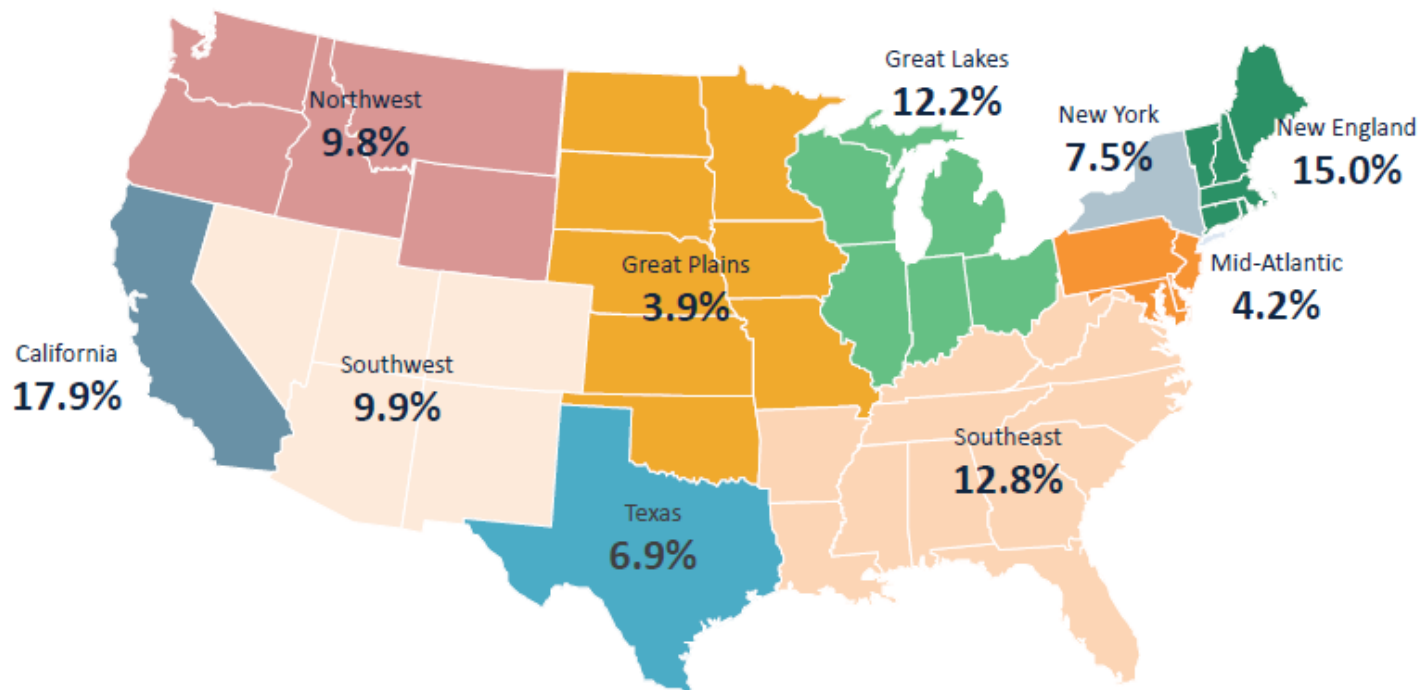 Great Lakes
12.2%
Northwest
9.8%
New York
7.5%
New England
15.0%
Great Plains
3.9%
Mid-Atlantic
4.2%
California
17.9%
Southwest
9.9%
Southeast
12.8%
Texas
6.9%